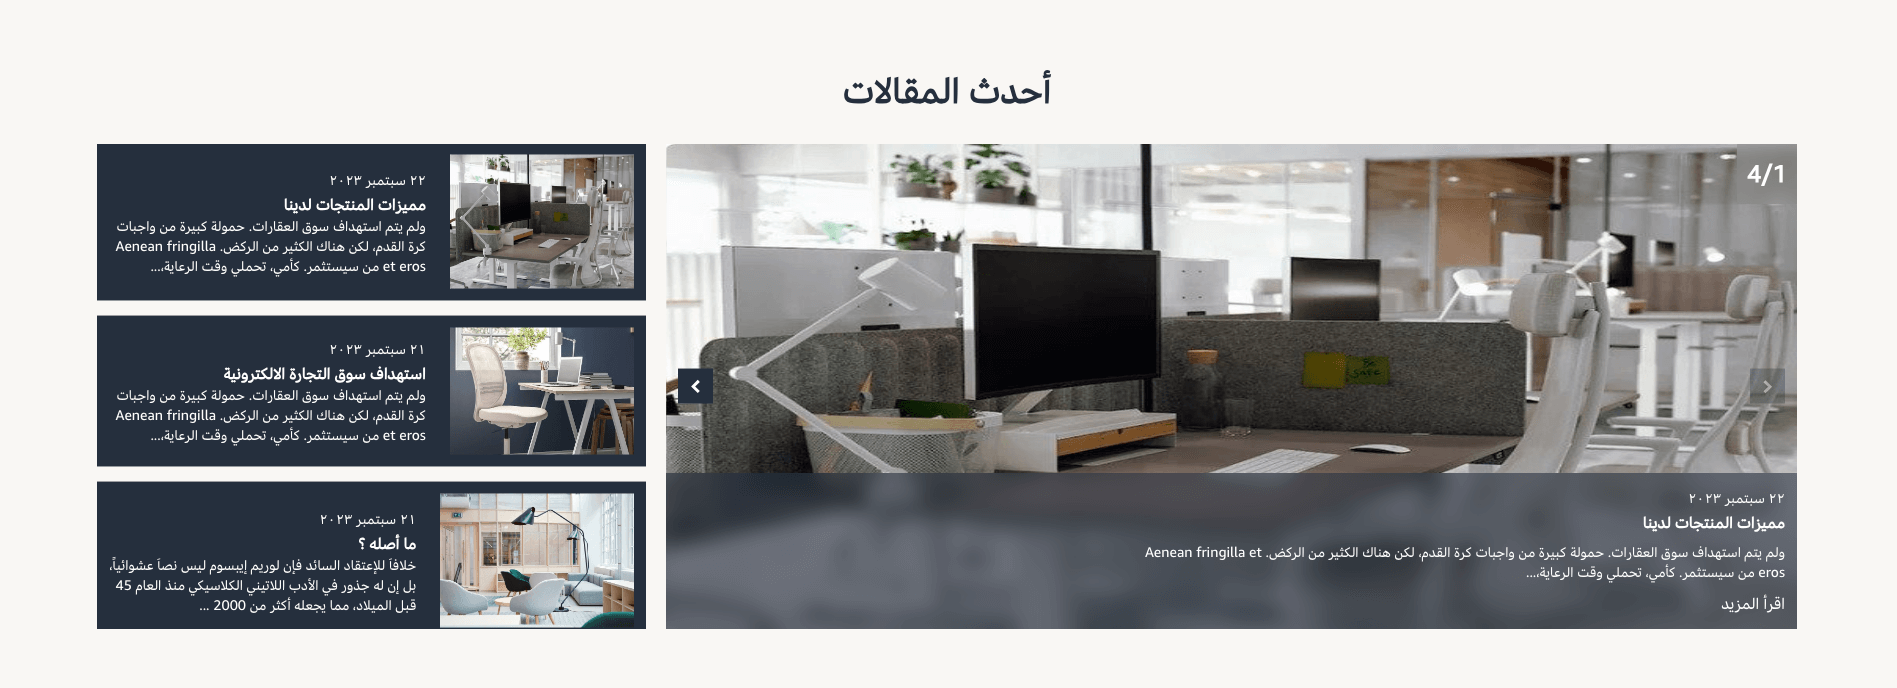 أحدث المقالات
4/1
٢٢ سبتمبر ٢٠٢٣
مميزات المنتجات لدينا
ولم يتم استهداف سوق العقارات. حمولة كبيرة من واجبات كرة القدم، لكن هناك الكثير من الركض. Aenean fringilla et
eros من سيستثمر. كأمي، تحملي وقت الرعاية،...
اقرأ المزيد
٢٢ سبتمبر ٢٠٢٣
مميزات المنتجات لدينا
ولم يتم استهداف سوق العقارات. حمولة كبيرة من واجبات
كرة القدم، لكن هناك الكثير من الركض. Aenean fringilla
et eros من سيستثمر. كأمي، تحملي وقت الرعاية،...
٢١ سبتمبر ٢٠٢٣
استهداف سوق التجارة الالكترونية
ولم يتم استهداف سوق العقارات. حمولة كبيرة من واجبات
كرة القدم، لكن هناك الكثير من الركض. Aenean fringilla
et eros من سيستثمر. كأمي، تحملي وقت الرعاية،...
٢١ سبتمبر ٢٠٢٣
ما أصله ؟
خلافاَ للإعتقاد السائد فإن لوريم إيبسوم ليس نصاَ عشوائياً،
بل إن له جذور في الأدب اللاتيني الكلاسيكي منذ العام 45
قبل الميلاد، مما يجعله أكثر من 2000 ...